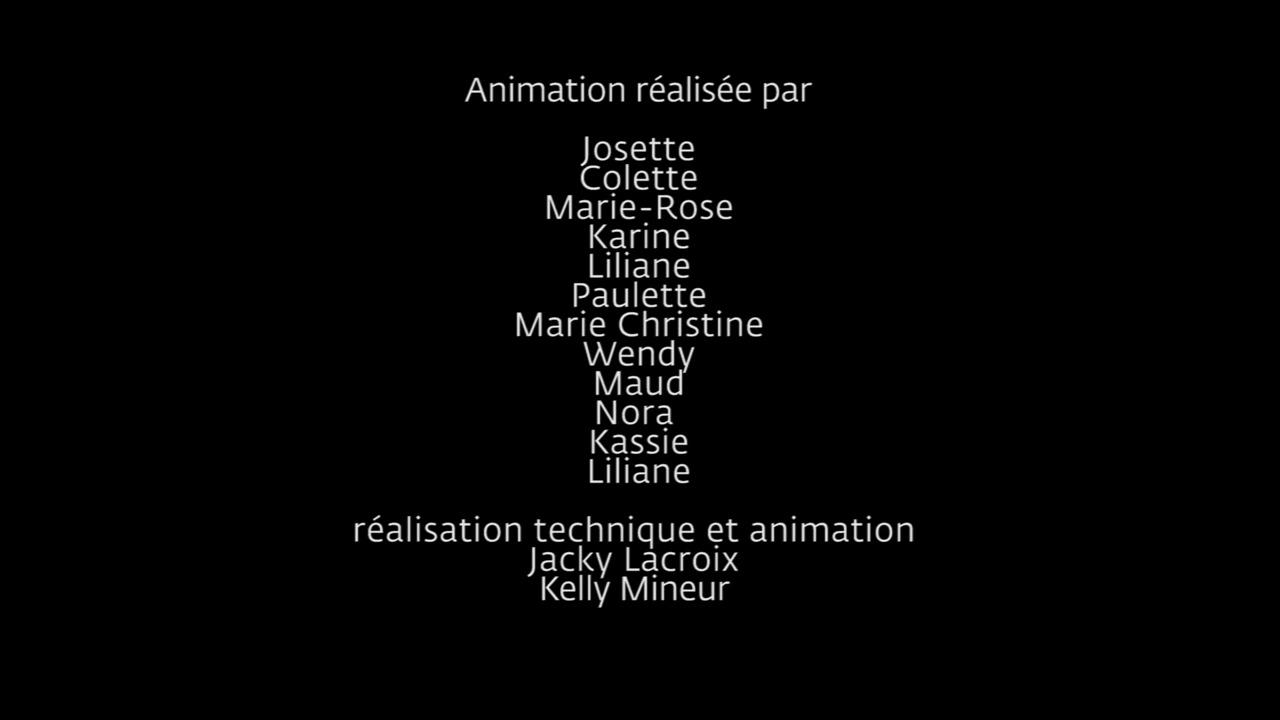 Animation réalisée par
Josette
Colette
Marie-Rose
Karine
Liliane
Paulette
Marie Christine
Wendy
Maud
Nora
Kassie
Liliane
réalisation technique et animation
Jacky Lacroix
Kelly Mineur